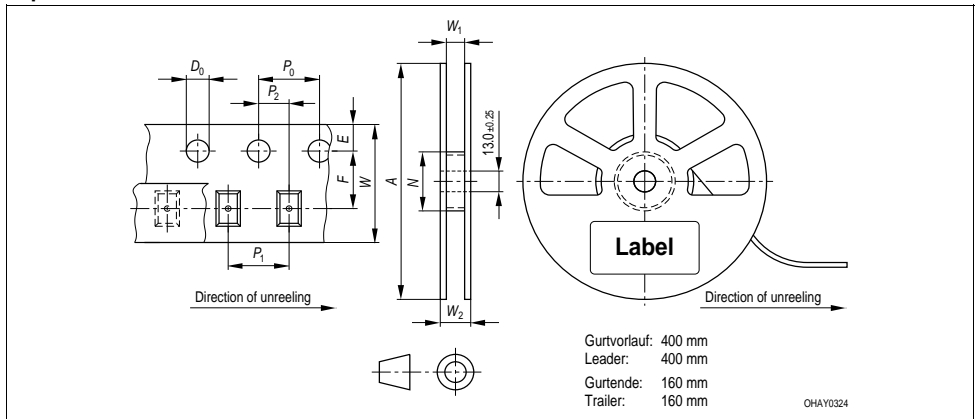 W1
D0
P0
P2
E
F
W
A
N
13.0 ±0.25
Label
P1
Direction of unreeling
W2
Direction of unreeling
Gurtvorlauf: 400 mm
Leader: 400 mm
Gurtende: 160 mm
Trailer: 160 mm
OHAY0324